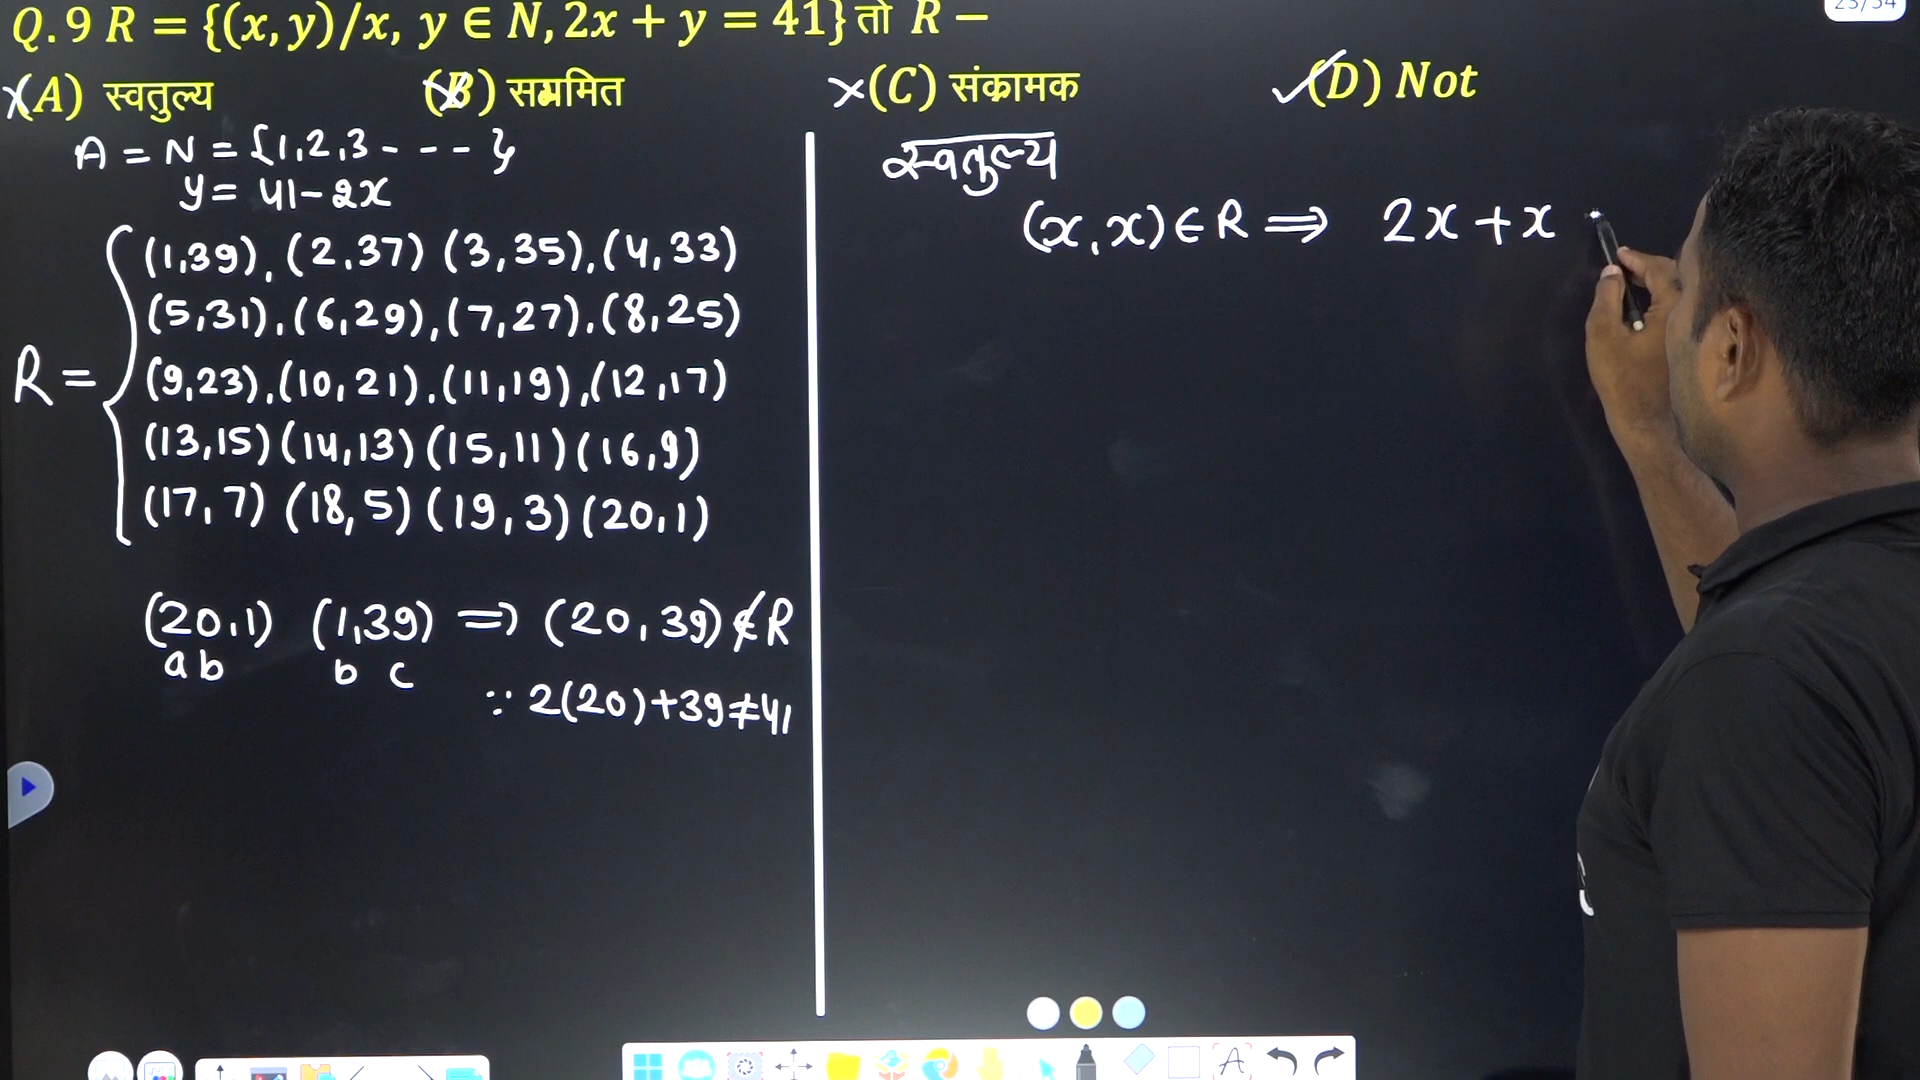 Q.9 R = {(x, y)/x, y ∈ N, 2x + y = 41} तो R −
(A) स्वतुल्य (B) सममित (C) संक्रामक (D) Not
A = N = {1,2,3 - - - }
y = 41-2x
R = { (1,39), (2,37) (3,35), (4,33)
(5,31), (6,29), (7,27), (8,25)
(9,23), (10,21), (11,19), (12,17)
(13,15) (14,13) (15,11) (16,9)
(17,7) (18,5) (19,3) (20,1)
(20,1) (1,39) => (20,39) ∉ R
a b b c
∵ 2(20)+39≠41
स्वतुल्य
(x,x) ∈ R => 2x + x